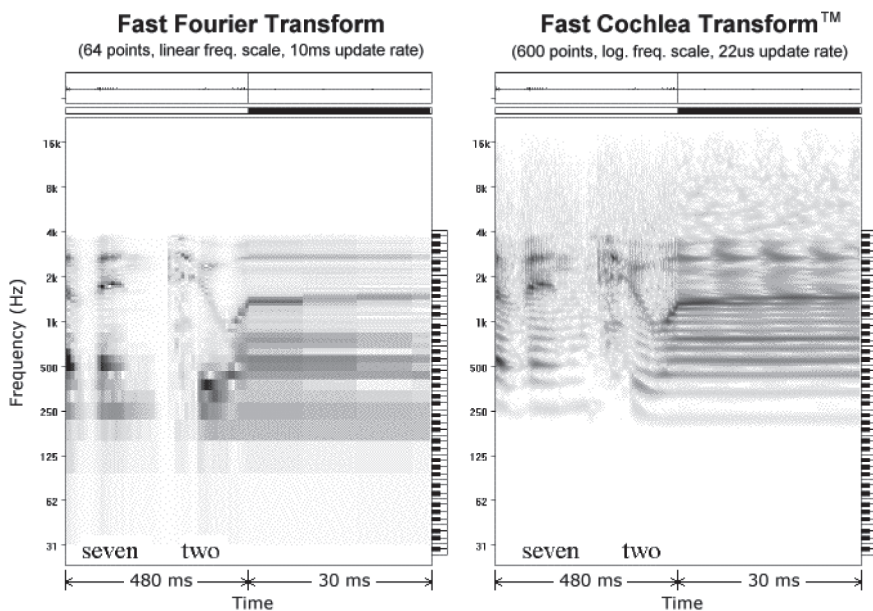 Fast Fourier Transform
(64 points, linear freq. scale, 10ms update rate)
Frequency (Hz)
16k
8k
4k
2k
1k
500
250
125
62
31
seven two
480 ms 30 ms
Time
Fast Cochlea Transform™
(600 points, log. freq. scale, 22us update rate)
16k
8k
4k
2k
1k
500
250
125
62
31
seven two
480 ms 30 ms
Time